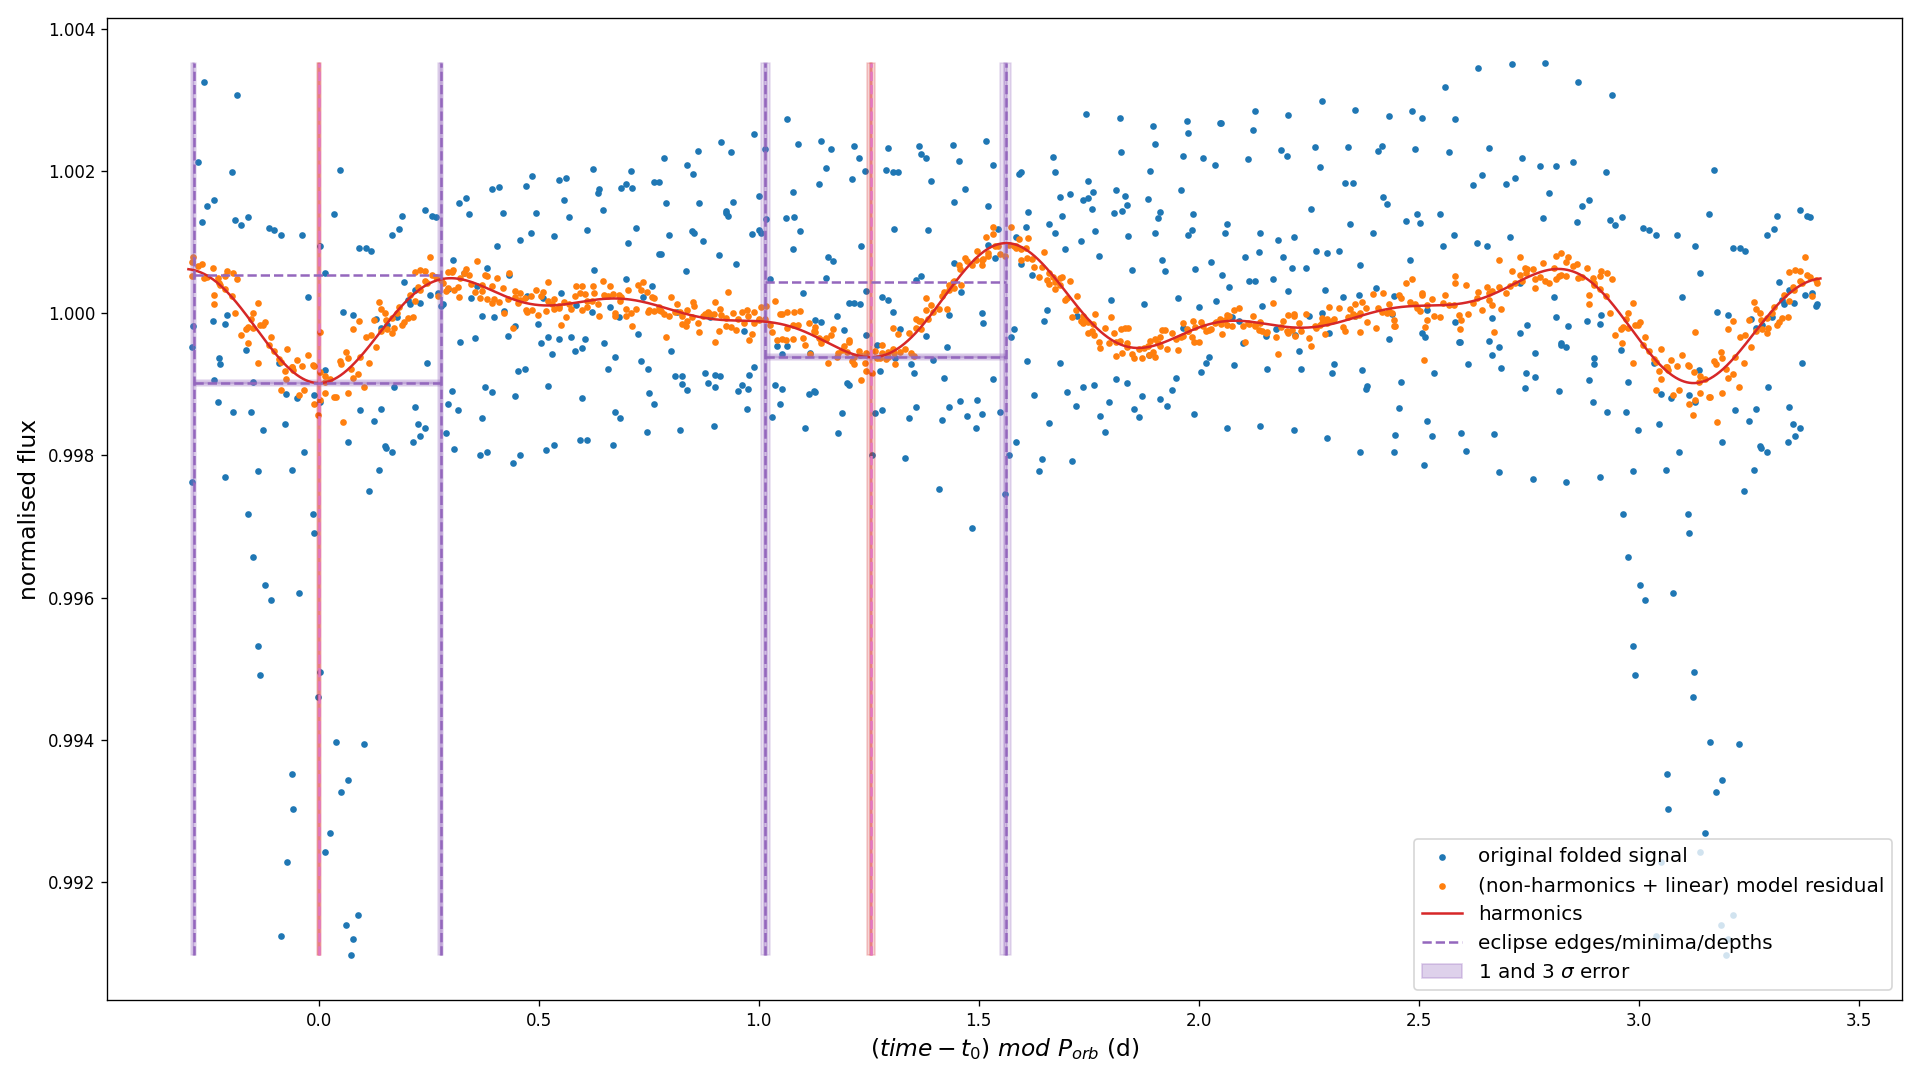 1.004
1.002
1.000
0.998
0.996
0.994
0.992
normalised flux
original folded signal
(non-harmonics + linear) model residual
harmonics
eclipse edges/minima/depths
1 and 3 σ error
0.0 0.5 1.0 1.5 2.0 2.5 3.0 3.5
(time − t₀) mod P_orb (d)